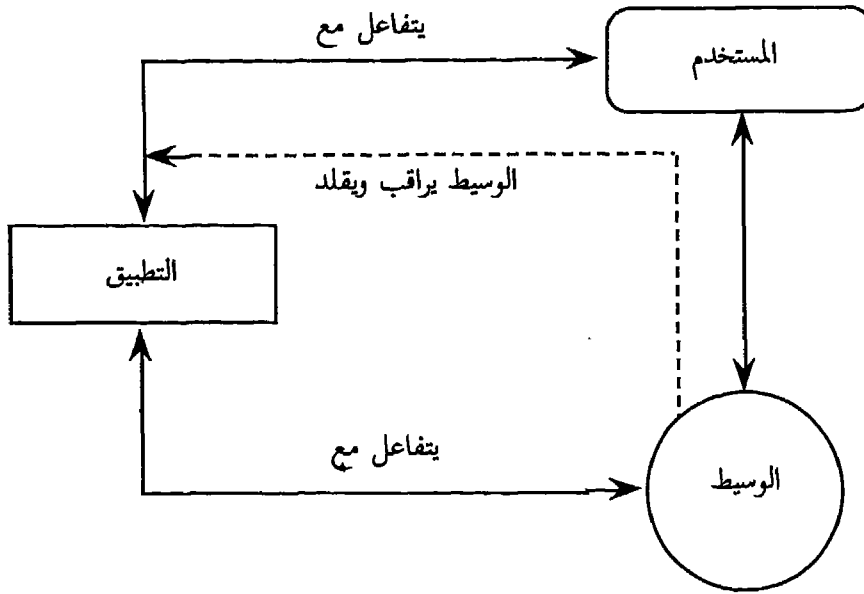 يتفاعل مع
المستخدم
الوسيط يراقب ويقلد
التطبيق
يتفاعل مع
الوسيط